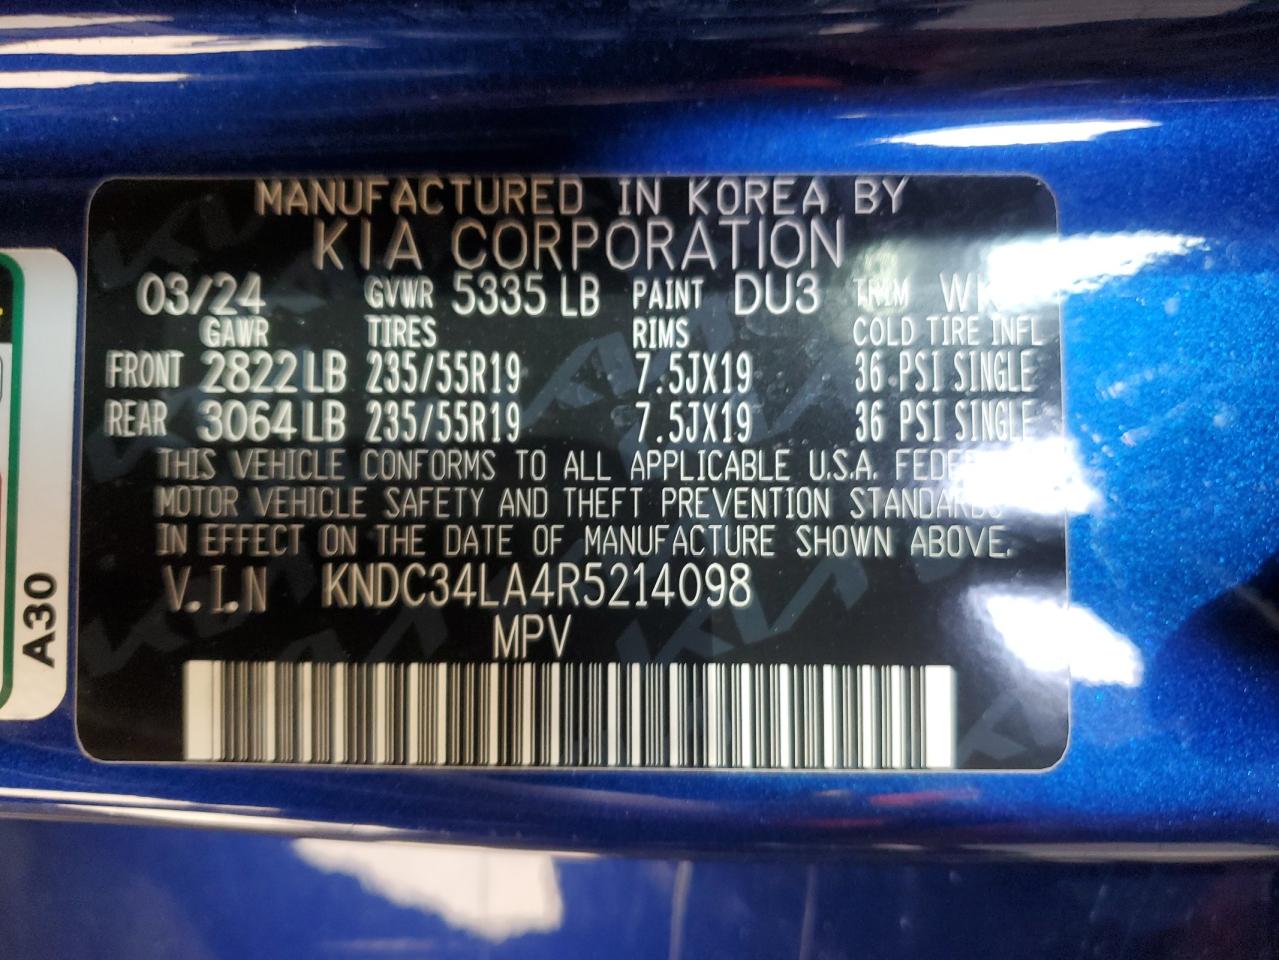 MANUFACTURED IN KOREA BY
KIA CORPORATION
03/24 GVWR 5335 LB PAINT DU3 TRIM
GAWR TIRES RIMS COLD TIRE INFL
FRONT 2822 LB 235/55R19 7.5JX19 36 PSI SINGLE
REAR 3064 LB 235/55R19 7.5JX19 36 PSI SINGLE
THIS VEHICLE CONFORMS TO ALL APPLICABLE U.S.A. FEDERAL
MOTOR VEHICLE SAFETY AND THEFT PREVENTION STANDARDS
IN EFFECT ON THE DATE OF MANUFACTURE SHOWN ABOVE.
V.I.N KNDC34LA4R5214098
MPV
A30